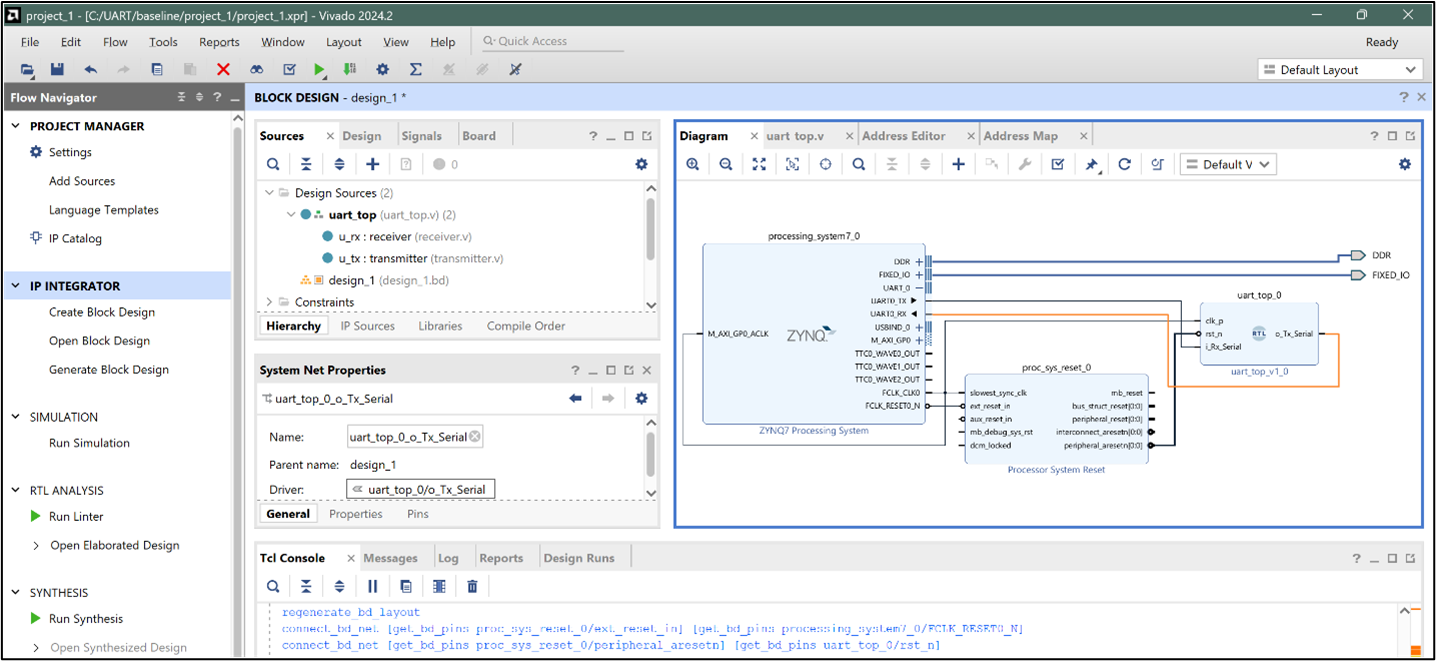 project_1 - [C:/UART/baseline/project_1/project_1.xpr] - Vivado 2024.2
File Edit Flow Tools Reports Window Layout View Help Quick Access Ready
Default Layout
Flow Navigator
PROJECT MANAGER
Settings
Add Sources
Language Templates
IP Catalog
IP INTEGRATOR
Create Block Design
Open Block Design
Generate Block Design
SIMULATION
Run Simulation
RTL ANALYSIS
Run Linter
Open Elaborated Design
SYNTHESIS
Run Synthesis
Open Synthesized Design
BLOCK DESIGN - design_1 *
Sources Design Signals Board
0
Design Sources (2)
uart_top (uart_top.v) (2)
u_rx : receiver (receiver.v)
u_tx : transmitter (transmitter.v)
design_1 (design_1.bd)
Constraints
Hierarchy IP Sources Libraries Compile Order
System Net Properties
uart_top_0_o_Tx_Serial
Name: uart_top_0_o_Tx_Serial
Parent name: design_1
Driver: uart_top_0/o_Tx_Serial
General Properties Pins
Diagram uart_top.v Address Editor Address Map
Default V
processing_system7_0
DDR
FIXED_IO
UART_0
UART0_TX
UART0_RX
USBIND_0
M_AXI_GP0
TTC0_WAVE0_OUT
TTC0_WAVE1_OUT
TTC0_WAVE2_OUT
FCLK_CLK0
FCLK_RESET0_N
M_AXI_GP0_ACLK
ZYNQ
ZYNQ7 Processing System
DDR
FIXED_IO
uart_top_0
clk_p
rst_n
i_Rx_Serial
RTL
o_Tx_Serial
uart_top_v1_0
proc_sys_reset_0
slowest_sync_clk
ext_reset_in
aux_reset_in
mb_debug_sys_rst
dcm_locked
mb_reset
bus_struct_reset[0:0]
peripheral_reset[0:0]
interconnect_aresetn[0:0]
peripheral_aresetn[0:0]
Processor System Reset
Tcl Console Messages Log Reports Design Runs
regenerate_bd_layout
connect_bd_net [get_bd_pins proc_sys_reset_0/ext_reset_in] [get_bd_pins processing_system7_0/FCLK_RESET0_N]
connect_bd_net [get_bd_pins proc_sys_reset_0/peripheral_aresetn] [get_bd_pins uart_top_0/rst_n]